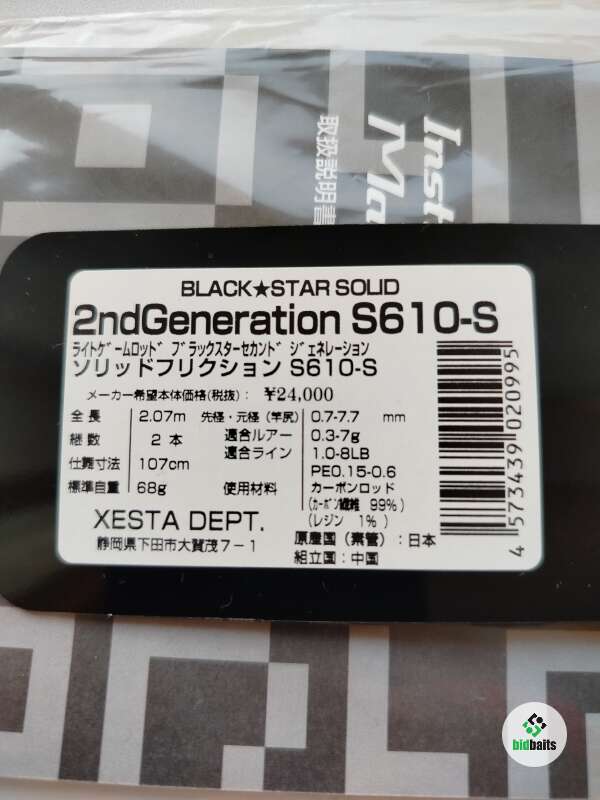 Inst
Ma
取扱説明書
BLACK★STAR SOLID
2ndGeneration S610-S
ライトゲームロッド ブラックスターセカンド ジェネレーション
ソリッドフリクション S610-S
メーカー希望本体価格(税抜): ¥24,000
全長 2.07m 先径・元径(竿尻) 0.7-7.7 mm
継数 2本 適合ルアー 0.3-7g
適合ライン 1.0-8LB
仕舞寸法 107cm PE0.15-0.6
標準自重 68g 使用材料 カーボンロッド
(カーボン繊維 99%)
(レジン 1%)
XESTA DEPT.
静岡県下田市大賀茂7-1
原産国(素管):日本
組立国:中国
4 573439 020995
bidbaits